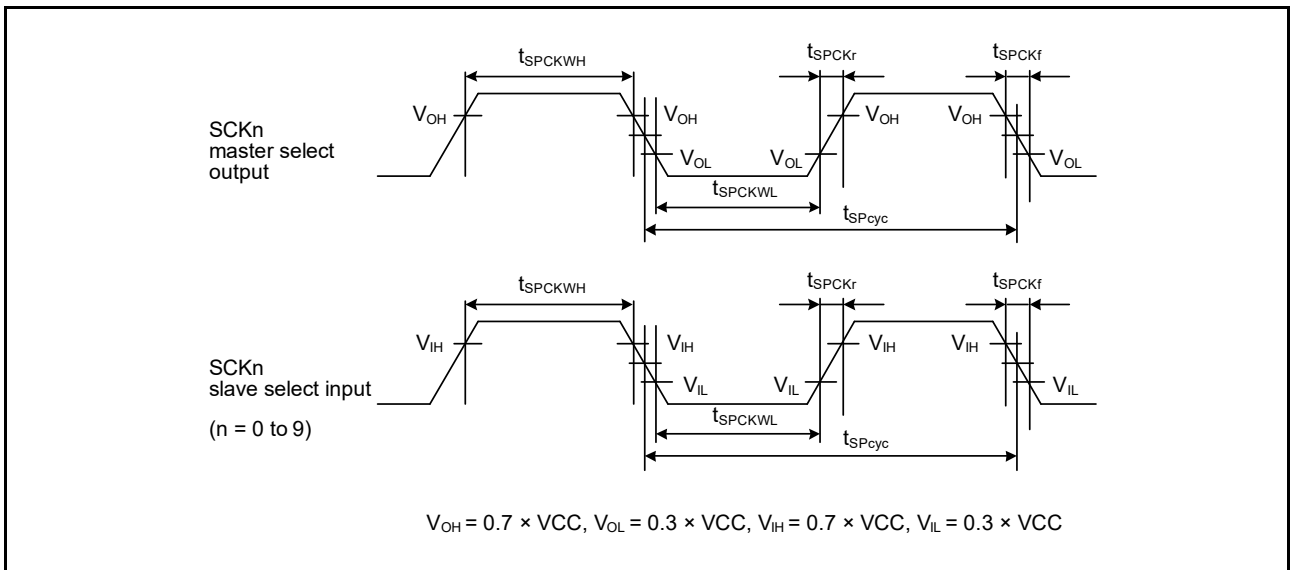 tSPCKWH tSPCKr tSPCKf
VOH VOH VOH VOH
SCKn
master select
output
VOL VOL VOL
tSPCKWL
tSPcyc
tSPCKWH tSPCKr tSPCKf
VIH VIH VIH VIH
SCKn
slave select input
VIL VIL VIL
tSPCKWL
(n = 0 to 9)
tSPcyc
VOH = 0.7 × VCC, VOL = 0.3 × VCC, VIH = 0.7 × VCC, VIL = 0.3 × VCC